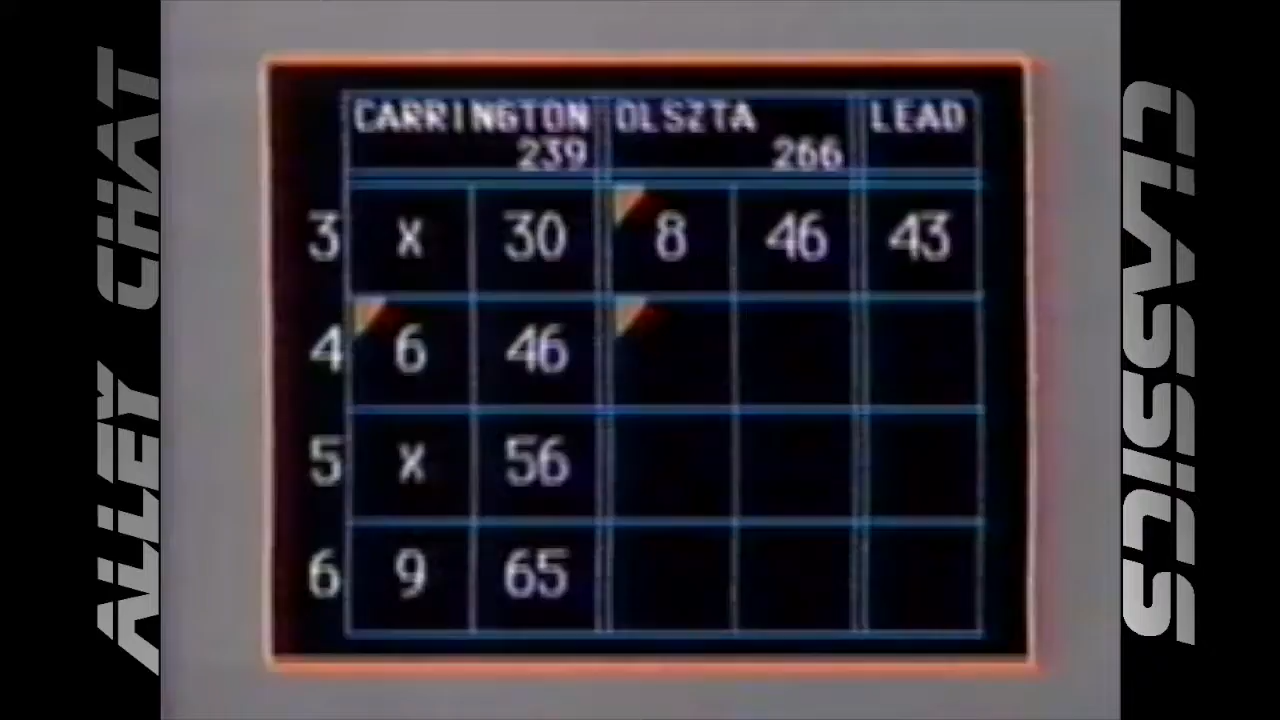 ALLEY CHAT
CARRINGTON OLSZTA LEAD
239 266
3 X 30 8 46 43
4 6 46
5 X 56
6 9 65
CLASSICS